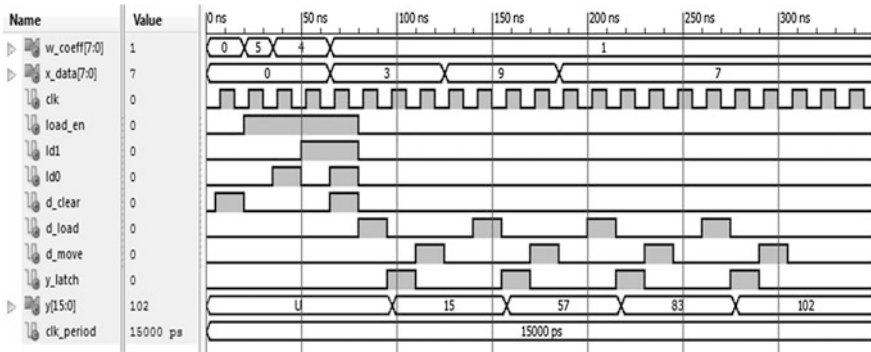 Name Value 0 ns 50 ns 100 ns 150 ns 200 ns 250 ns 300 ns
w_coeff[7:0] 1 0 5 4 1
x_data[7:0] 7 0 3 9 7
clk 0
load_en 0
ld1 0
ld0 0
d_clear 0
d_load 0
d_move 0
y_latch 0
y[15:0] 102 U 15 57 83 102
clk_period 15000 ps 15000 ps